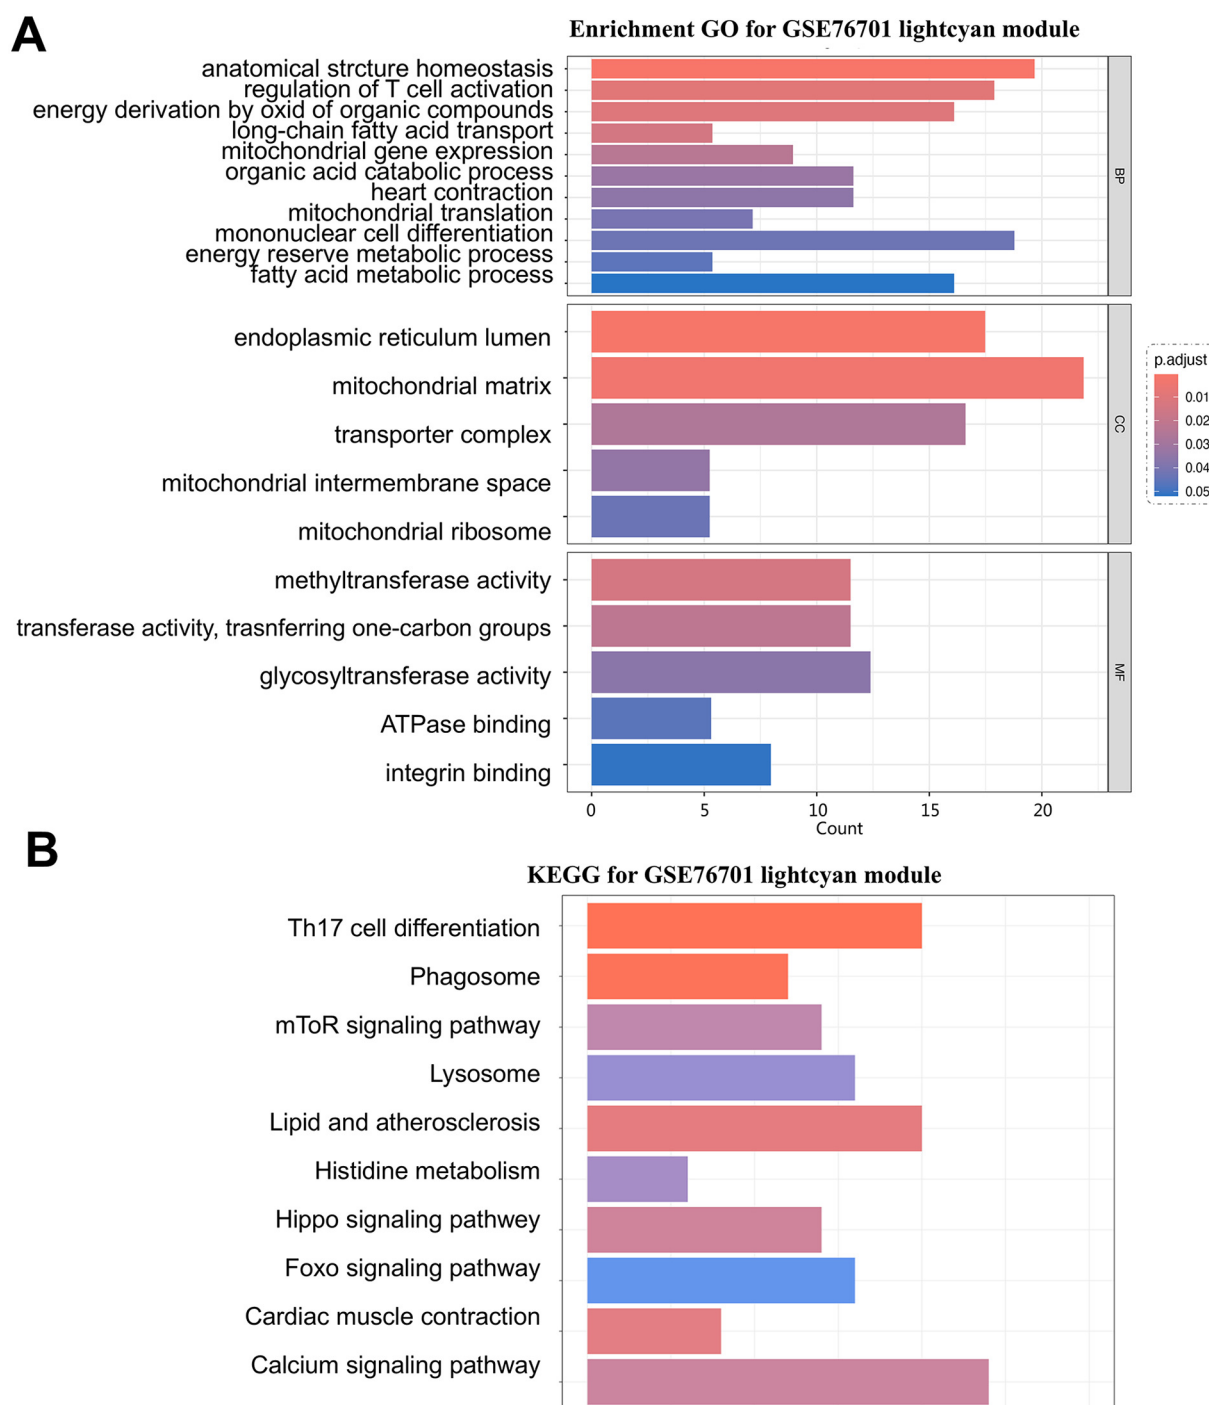 A
Enrichment GO for GSE76701 lightcyan module
anatomical strcture homeostasis
regulation of T cell activation
energy derivation by oxid of organic compounds
long-chain fatty acid transport
mitochondrial gene expression
organic acid catabolic process
heart contraction
mitochondrial translation
mononuclear cell differentiation
energy reserve metabolic process
fatty acid metabolic process
BP
endoplasmic reticulum lumen
mitochondrial matrix
transporter complex
mitochondrial intermembrane space
mitochondrial ribosome
CC
p.adjust
0.01
0.02
0.03
0.04
0.05
methyltransferase activity
transferase activity, trasnferring one-carbon groups
glycosyltransferase activity
ATPase binding
integrin binding
MF
0 5 10 15 20
Count
B
KEGG for GSE76701 lightcyan module
Th17 cell differentiation
Phagosome
mToR signaling pathway
Lysosome
Lipid and atherosclerosis
Histidine metabolism
Hippo signaling pathwey
Foxo signaling pathway
Cardiac muscle contraction
Calcium signaling pathway